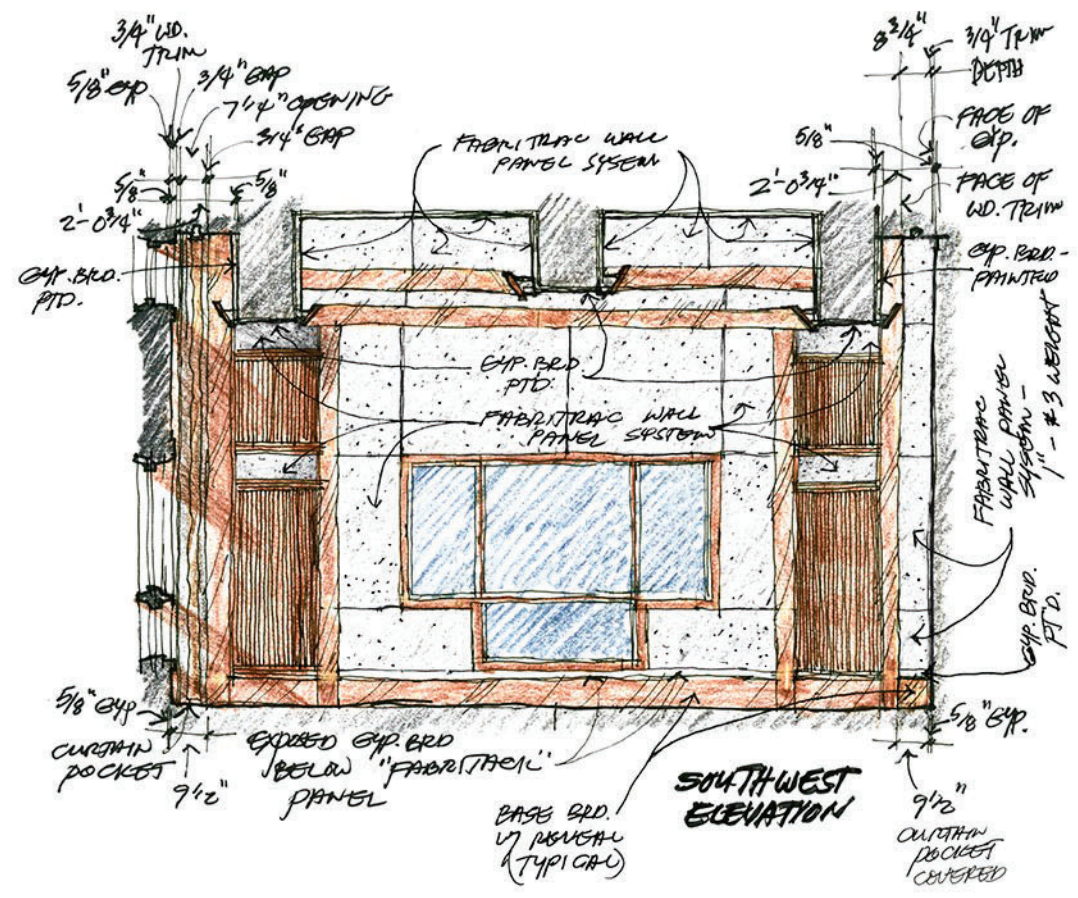 3/4" WD.
TRIM
5/8" GYP
3/4" GAP
7 1/4" OPENING
3/4" GAP
5/8"
5/8"
2'-0 3/4"
GYP. BRD.
PTD.
FABRITRAC WALL
PANEL SYSEM
8 3/4"
3/4" TRIM
DEPTH
5/8"
FACE OF
GYP.
2'-0 3/4"
FACE OF
WD. TRIM
GYP. BRD.-
PAINTED
GYP. BRD.
PTD.
FABRITRAC WALL
PANEL SYSTEM
FABRITRAC
WALL PANEL
SYSTEM -
GYP. BRD.
PTD.
5/8" GYP
CURTAIN
POCKET
9 1/2"
EXPOSED GYP. BRD
BELOW "FABRITACK"
PANEL
BASE BRD.
W/ REVEAL
(TYPICAL)
SOUTHWEST
ELEVATION
5/8" GYP.
9 1/2"
CURTAIN
POCKET
COVERED